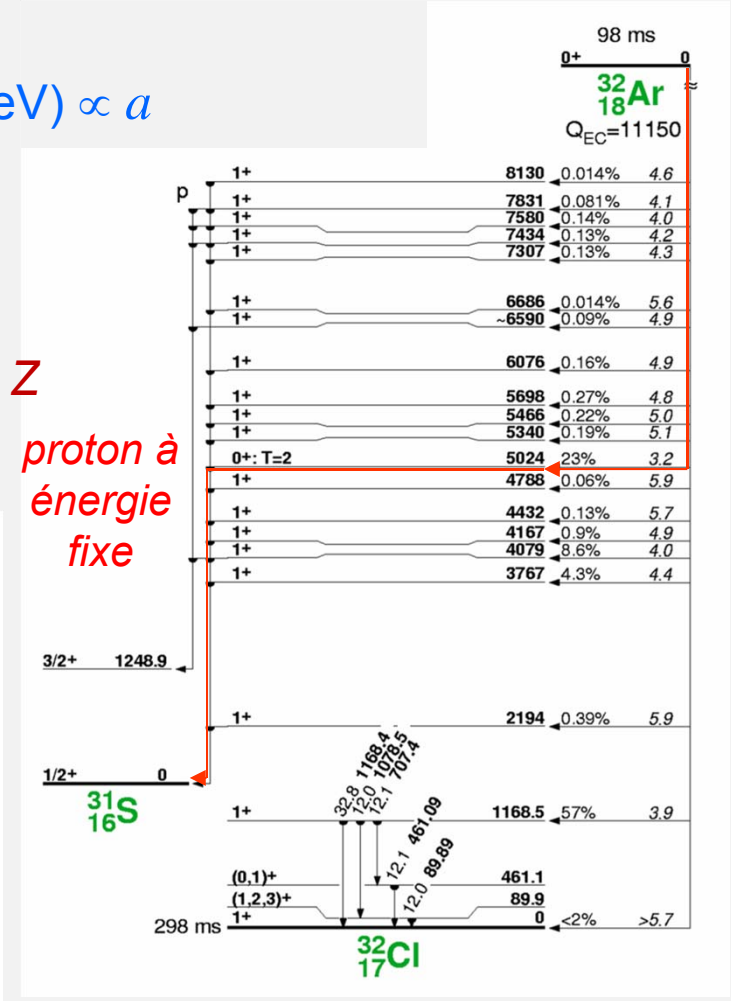 98 ms
0+ 0
32
18Ar
QEC=11150
≈
eV) ∝ a
p
1+ 8130 0.014% 4.6
1+ 7831 0.081% 4.1
1+ 7580 0.14% 4.0
1+ 7434 0.13% 4.2
1+ 7307 0.13% 4.3
1+ 6686 0.014% 5.6
1+ ~6590 0.09% 4.9
1+ 6076 0.16% 4.9
Z
1+ 5698 0.27% 4.8
1+ 5466 0.22% 5.0
1+ 5340 0.19% 5.1
proton à
énergie
fixe
0+: T=2 5024 23% 3.2
1+ 4788 0.06% 5.9
1+ 4432 0.13% 5.7
1+ 4167 0.9% 4.9
1+ 4079 8.6% 4.0
1+ 3767 4.3% 4.4
3/2+ 1248.9
1+ 2194 0.39% 5.9
1/2+ 0
31
16S
32.8 1168.4
12.0 1078.5
12.1 707.4
1+ 1168.5 57% 3.9
12.1 461.09
12.0 89.89
(0,1)+ 461.1
(1,2,3)+ 89.9
298 ms 1+ 0 <2% >5.7
32
17Cl